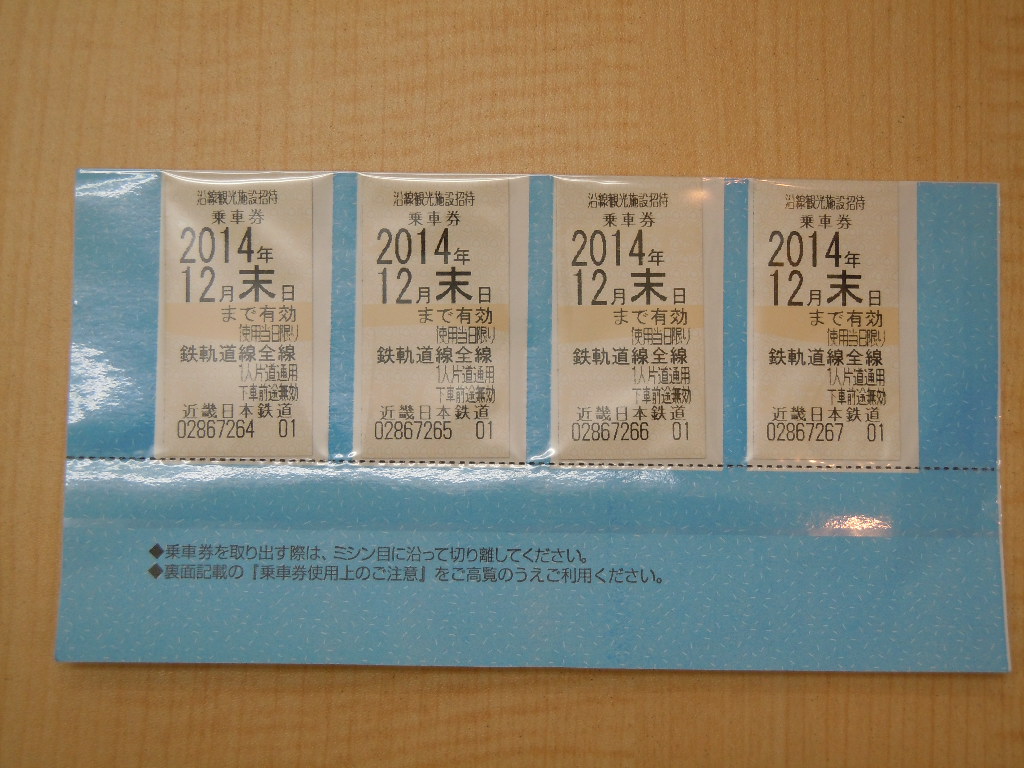 沿線観光施設招待
乗車券
2014年
12月末日
まで有効
(使用当日限り)
鉄軌道線全線
1人片道通用
下車前途無効
近畿日本鉄道
02867264 01
沿線観光施設招待
乗車券
2014年
12月末日
まで有効
(使用当日限り)
鉄軌道線全線
1人片道通用
下車前途無効
近畿日本鉄道
02867265 01
沿線観光施設招待
乗車券
2014年
12月末日
まで有効
(使用当日限り)
鉄軌道線全線
1人片道通用
下車前途無効
近畿日本鉄道
02867266 01
沿線観光施設招待
乗車券
2014年
12月末日
まで有効
(使用当日限り)
鉄軌道線全線
1人片道通用
下車前途無効
近畿日本鉄道
02867267 01
◆乗車券を取り出す際は、ミシン目に沿って切り離してください。
◆裏面記載の『乗車券使用上のご注意』をご高覧のうえご利用ください。